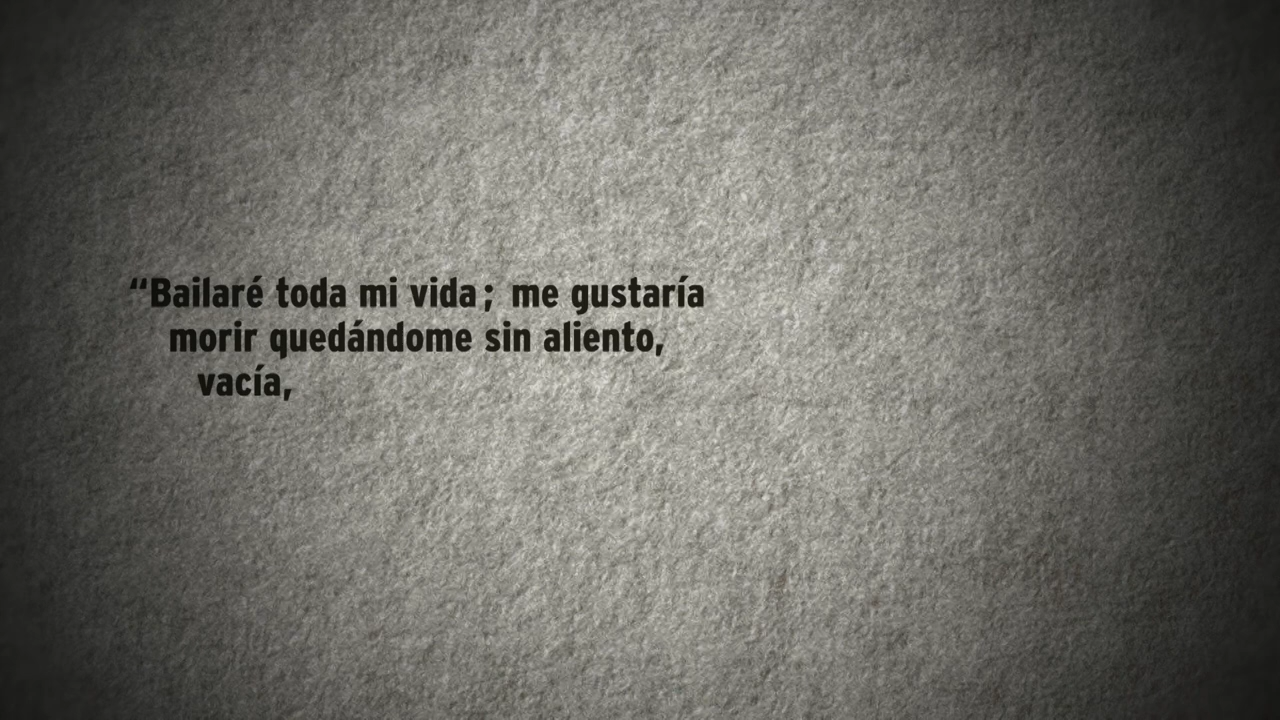 “Bailaré toda mi vida; me gustaría
morir quedándome sin aliento,
vacía,